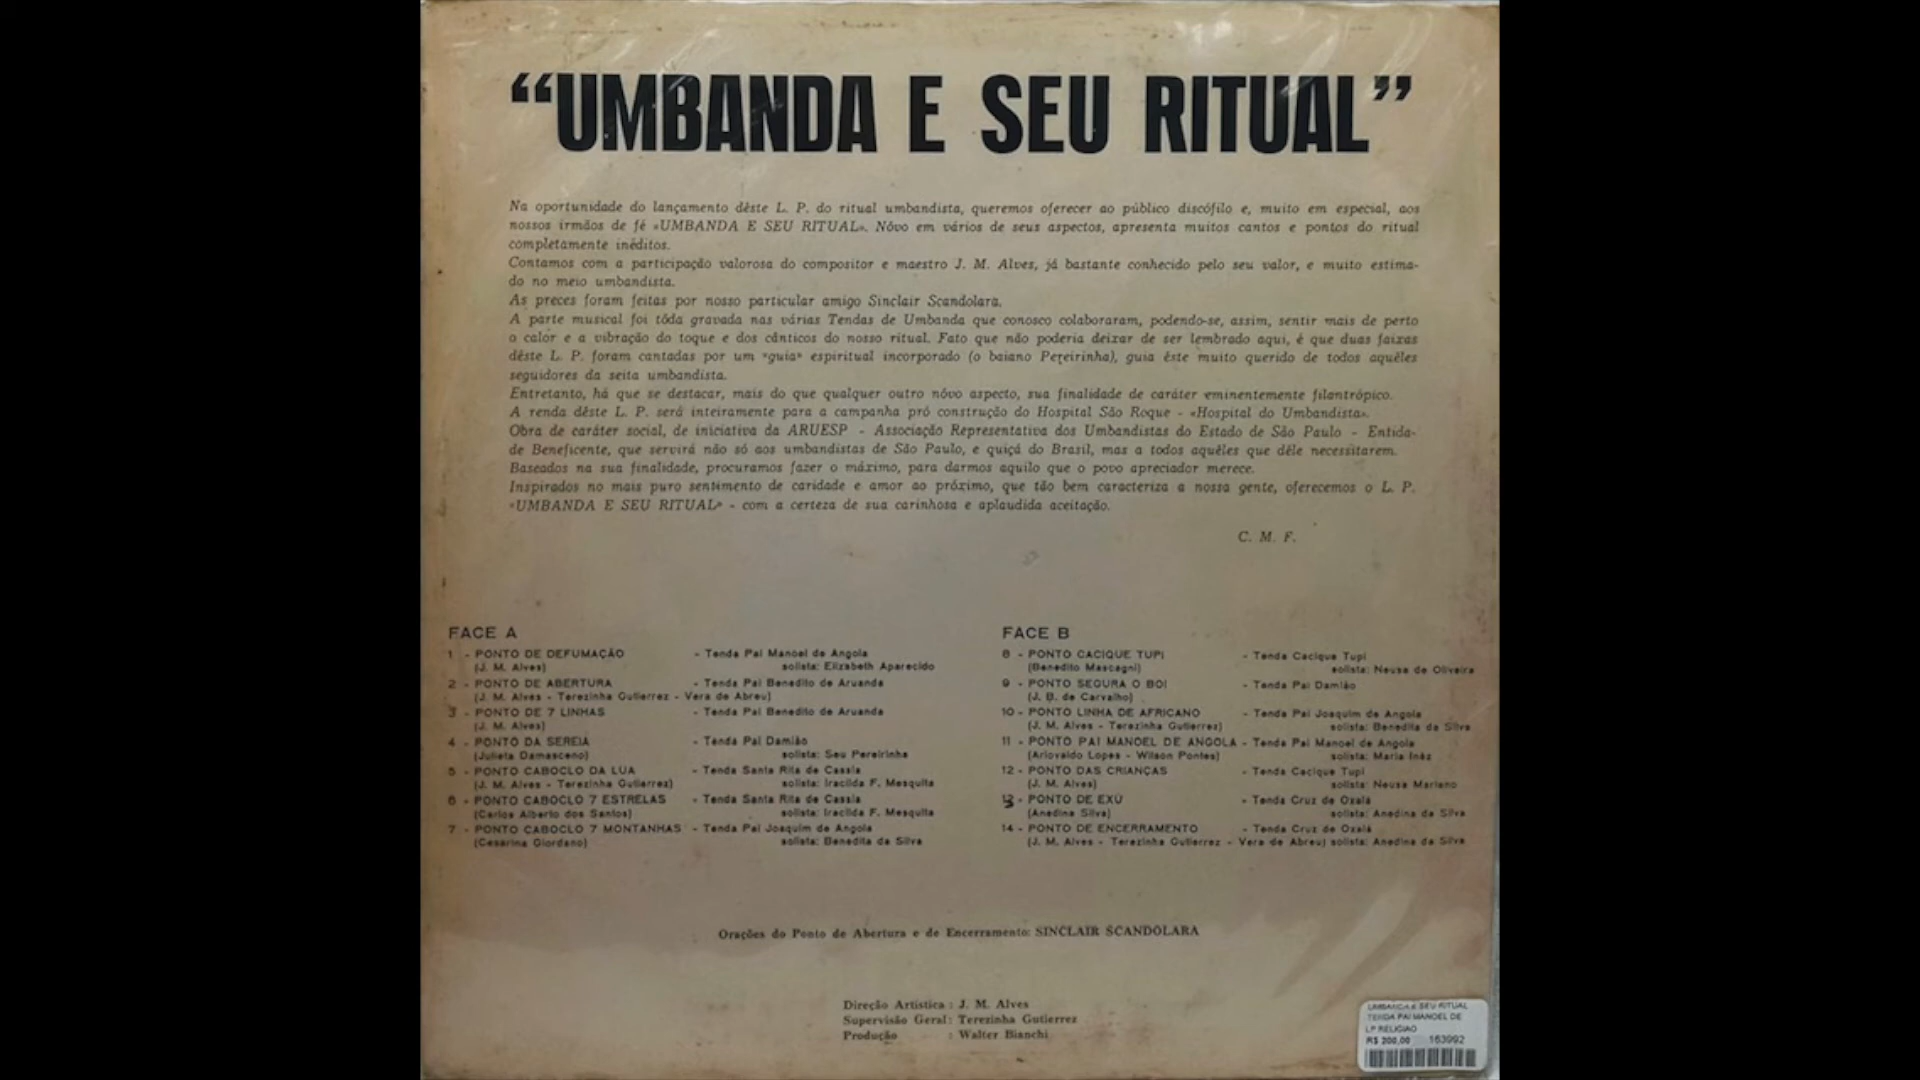 “UMBANDA E SEU RITUAL”
Na oportunidade do lançamento dêste L. P. do ritual umbandista, queremos oferecer ao público discófilo e, muito em especial, aos
nossos irmãos de fé «UMBANDA E SEU RITUAL». Nôvo em vários de seus aspectos, apresenta muitos cantos e pontos do ritual
completamente inéditos.
Contamos com a participação valorosa do compositor e maestro J. M. Alves, já bastante conhecido pelo seu valor, e muito estima-
do no meio umbandista.
As preces foram feitas por nosso particular amigo Sinclair Scandolara.
A parte musical foi tôda gravada nas várias Tendas de Umbanda que conosco colaboraram, podendo-se, assim, sentir mais de perto
o calor e a vibração do toque e dos cânticos do nosso ritual. Fato que não poderia deixar de ser lembrado aqui, é que duas faixas
dêste L. P. foram cantadas por um "guia" espiritual incorporado (o baiano Pereirinha), guia êste muito querido de todos aquêles
seguidores da seita umbandista.
Entretanto, há que se destacar, mais do que qualquer outro nôvo aspecto, sua finalidade de caráter eminentemente filantrópico.
A renda dêste L. P. será inteiramente para a campanha pró construção do Hospital São Roque - «Hospital do Umbandista».
Obra de caráter social, de iniciativa da ARUESP - Associação Representativa dos Umbandistas do Estado de São Paulo - Entida-
de Beneficente, que servirá não só aos umbandistas de São Paulo, e quiçá do Brasil, mas a todos aquêles que dêle necessitarem.
Baseados na sua finalidade, procuramos fazer o máximo, para darmos aquilo que o povo apreciador merece.
Inspirados no mais puro sentimento de caridade e amor ao próximo, que tão bem caracteriza a nossa gente, oferecemos o L. P.
«UMBANDA E SEU RITUAL» - com a certeza de sua carinhosa e aplaudida aceitação.
C. M. F.
FACE A
1 - PONTO DE DEFUMAÇÃO - Tenda Pai Manoel de Angola
(J. M. Alves) solista: Elizabeth Aparecido
2 - PONTO DE ABERTURA - Tenda Pai Benedito de Aruanda
(J. M. Alves - Terezinha Gutierrez - Vera de Abreu)
3 - PONTO DE 7 LINHAS - Tenda Pai Benedito de Aruanda
(J. M. Alves)
4 - PONTO DA SEREIA - Tenda Pai Damião
(Julieta Damasceno) solista: Seu Pereirinha
5 - PONTO CABOCLO DA LUA - Tenda Santa Rita de Cassia
(J. M. Alves - Terezinha Gutierrez) solista: Iracilda F. Mesquita
6 - PONTO CABOCLO 7 ESTRELAS - Tenda Santa Rita de Cassia
(Carlos Alberto dos Santos) solista: Iracilda F. Mesquita
7 - PONTO CABOCLO 7 MONTANHAS - Tenda Pai Joaquim de Angola
(Cesarina Giordano) solista: Benedita da Silva
FACE B
8 - PONTO CACIQUE TUPI - Tenda Cacique Tupi
(Benedito Mascagni) solista: Neusa de Oliveira
9 - PONTO SEGURA O BOI - Tenda Pai Damião
(J. B. de Carvalho)
10 - PONTO LINHA DE AFRICANO - Tenda Pai Joaquim de Angola
(J. M. Alves - Terezinha Gutierrez) solista: Benedita da Silva
11 - PONTO PAI MANOEL DE ANGOLA - Tenda Pai Manoel de Angola
(Ariovaldo Lopes - Wilson Pontes) solista: Maria Inêz
12 - PONTO DAS CRIANÇAS - Tenda Cacique Tupi
(J. M. Alves) solista: Neusa Mariano
13 - PONTO DE EXÚ - Tenda Cruz de Oxalá
(Anedina Silva) solista: Anedina da Silva
14 - PONTO DE ENCERRAMENTO - Tenda Cruz de Oxalá
(J. M. Alves - Terezinha Gutierrez - Vera de Abreu) solista: Anedina da Silva
Orações do Ponto de Abertura e de Encerramento: SINCLAIR SCANDOLARA
Direção Artística : J. M. Alves
Supervisão Geral : Terezinha Gutierrez
Produção : Walter Bianchi
UMBANDA E SEU RITUAL
TENDA PAI MANOEL DE
LP RELIGIAO
R$ 200,00 163992